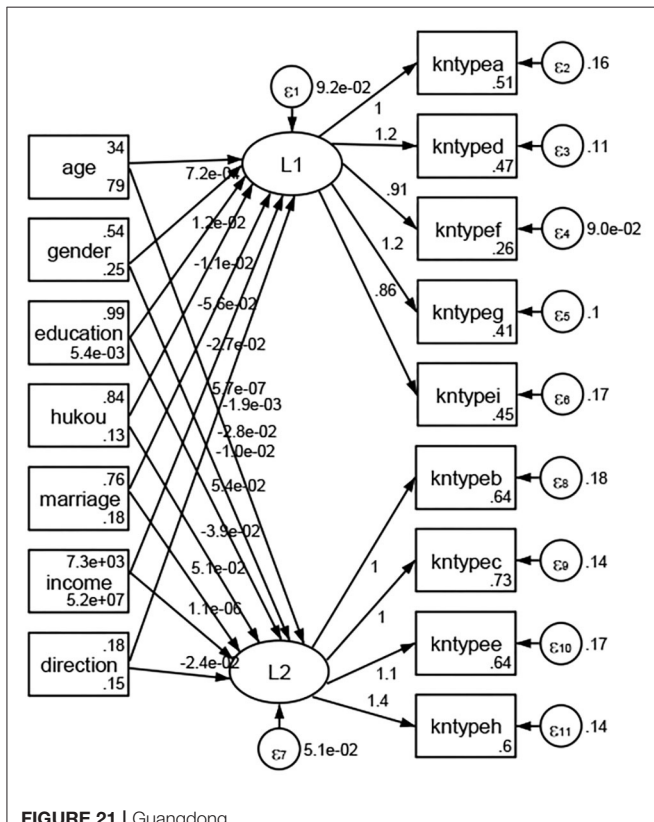 ε1 9.2e-02
L1
34
age
79
.54
gender
.25
.99
education
5.4e-03
.84
hukou
.13
.76
marriage
.18
7.3e+03
income
5.2e+07
.18
direction
.15
1.2e-02
-1.1e-02
-5.6e-02
-2.7e-02
5.7e-07
-1.9e-03
-2.8e-02
-1.0e-02
5.4e-02
-3.9e-02
5.1e-02
1.1e-06
-2.4e-02
1
1.2
.91
1.2
.86
kntypea
.51
ε2 .16
kntyped
.47
ε3 .11
kntypef
.26
ε4 9.0e-02
kntypeg
.41
ε5 .1
kntypei
.45
ε6 .17
L2
ε7 5.1e-02
1
1
1.1
1.4
kntypeb
.64
ε8 .18
kntypec
.73
ε9 .14
kntypee
.64
ε10 .17
kntypeh
.6
ε11 .14
FIGURE 21 | Guangdong.